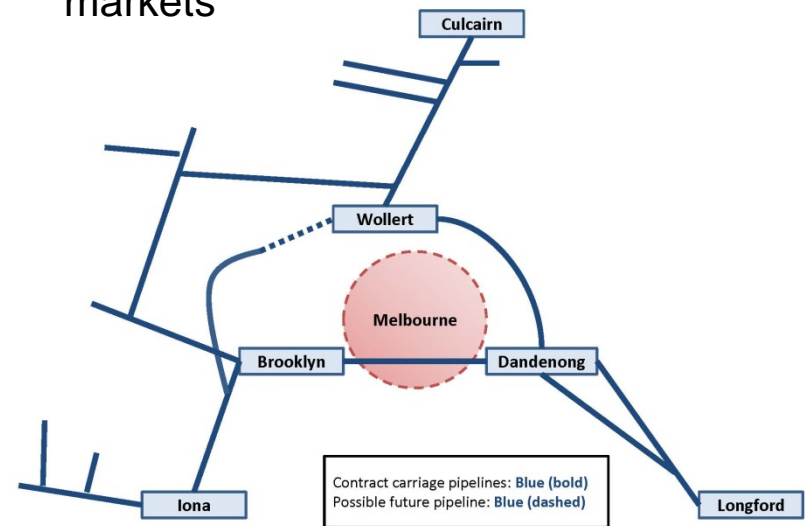 markets
Culcairn
Wollert
Melbourne
Brooklyn
Dandenong
Contract carriage pipelines: Blue (bold)
Possible future pipeline: Blue (dashed)
Iona
Longford